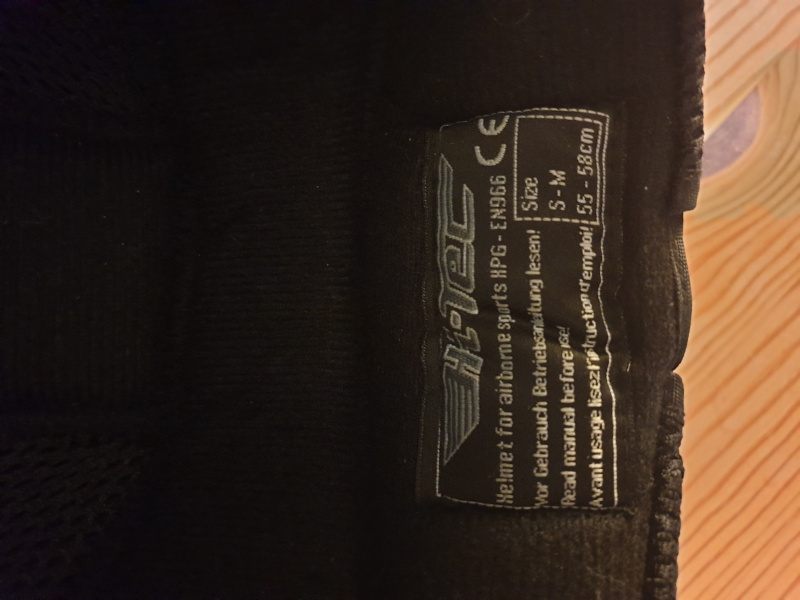 Hi-Tec
Helmet for airborne sports HPG - EN966 CE
Vor Gebrauch Betriebsanleitung lesen!
Read manual before use!
Avant usage lisez l'instruction d'emploi!
Size
S - M
55 - 58cm